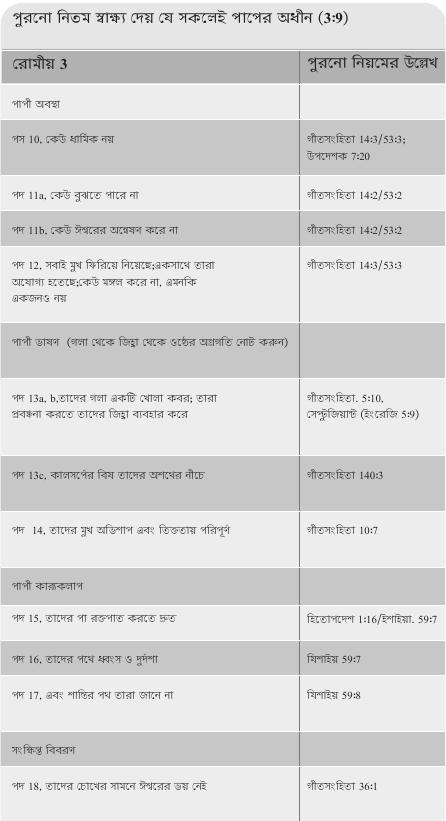 পুরনো নিতম স্বাক্ষ্য দেয় যে সকলেই পাপের অধীন (3:9)
রোমীয় 3 পুরনো নিয়মের উল্লেখ
পাপী অবস্থা
পস 10, কেউ ধার্মিক নয় গীতসংহিতা 14:3/53:3;
উপদেশক 7:20
পদ 11a, কেউ বুঝতে পারে না গীতসংহিতা 14:2/53:2
পদ 11b, কেউ ঈশ্বরের অন্বেষণ করে না গীতসংহিতা 14:2/53:2
পদ 12, সবাই মুখ ফিরিয়ে নিয়েছে;একসাথে তারা গীতসংহিতা 14:3/53:3
অযোগ্য হতেছে;কেউ মঙ্গল করে না, এমনকি
একজনও নয়
পাপী ভাষণ (গলা থেকে জিহ্বা থেকে ওষ্ঠের অগ্রগতি নোট করুন)
পদ 13a, b,তাদের গলা একটি খোলা কবর; তারা গীতসংহিতা. 5:10,
প্রবঞ্চনা করতে তাদের জিহ্বা ব্যবহার করে সেপ্টুজিয়ান্ট (ইংরেজি 5:9)
পদ 13c, কালসর্পের বিষ তাদের অধরের নীচে গীতসংহিতা 140:3
পদ 14, তাদের মুখ অভিশাপ এবং তিক্ততায় পরিপূর্ণ গীতসংহিতা 10:7
পাপী কার্যকলাপ
পদ 15, তাদের পা রক্তপাত করতে দ্রুত হিতোপদেশ 1:16/ইশাইয়া. 59:7
পদ 16, তাদের পথে ধ্বংস ও দুর্দশা যিশাইয় 59:7
পদ 17, এবং শান্তির পথ তারা জানে না যিশাইয় 59:8
সংক্ষিপ্ত বিবরণ
পদ 18, তাদের চোখের সামনে ঈশ্বরের ভয় নেই গীতসংহিতা 36:1